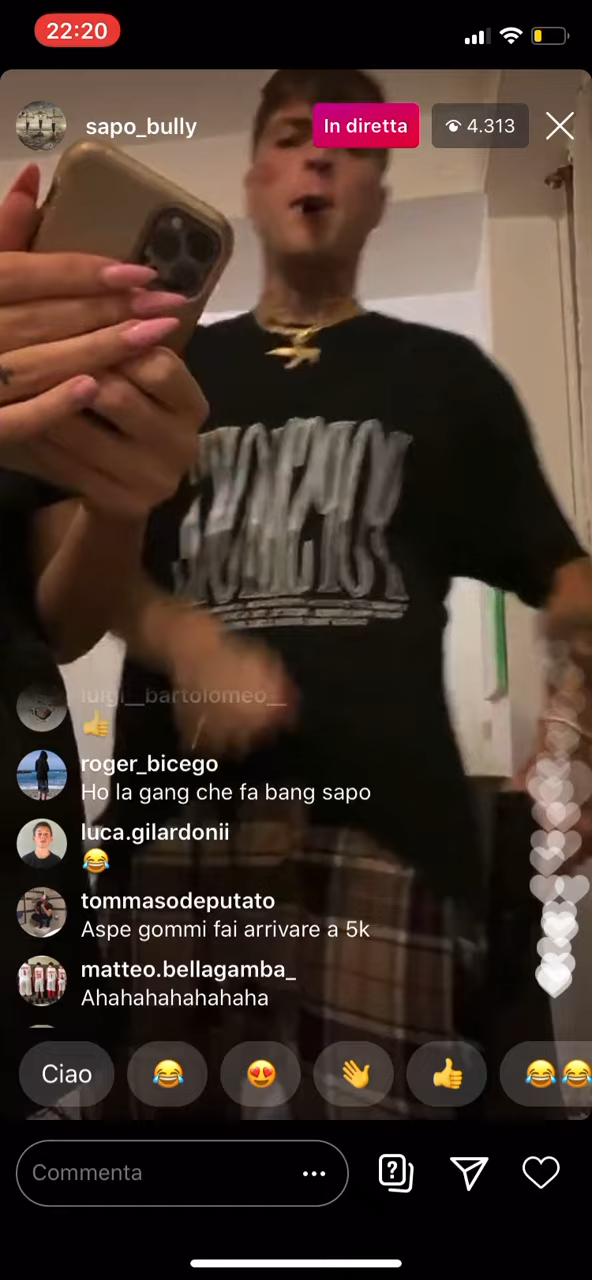 22:20
sapo_bully
In diretta
4.313
luigi__bartolomeo__
👍
roger_bicego
Ho la gang che fa bang sapo
luca.gilardonii
😂
tommasodeputato
Aspe gommi fai arrivare a 5k
matteo.bellagamba_
Ahahahahahahaha
Ciao 😂 😍 👋 👍 😂😂
Commenta